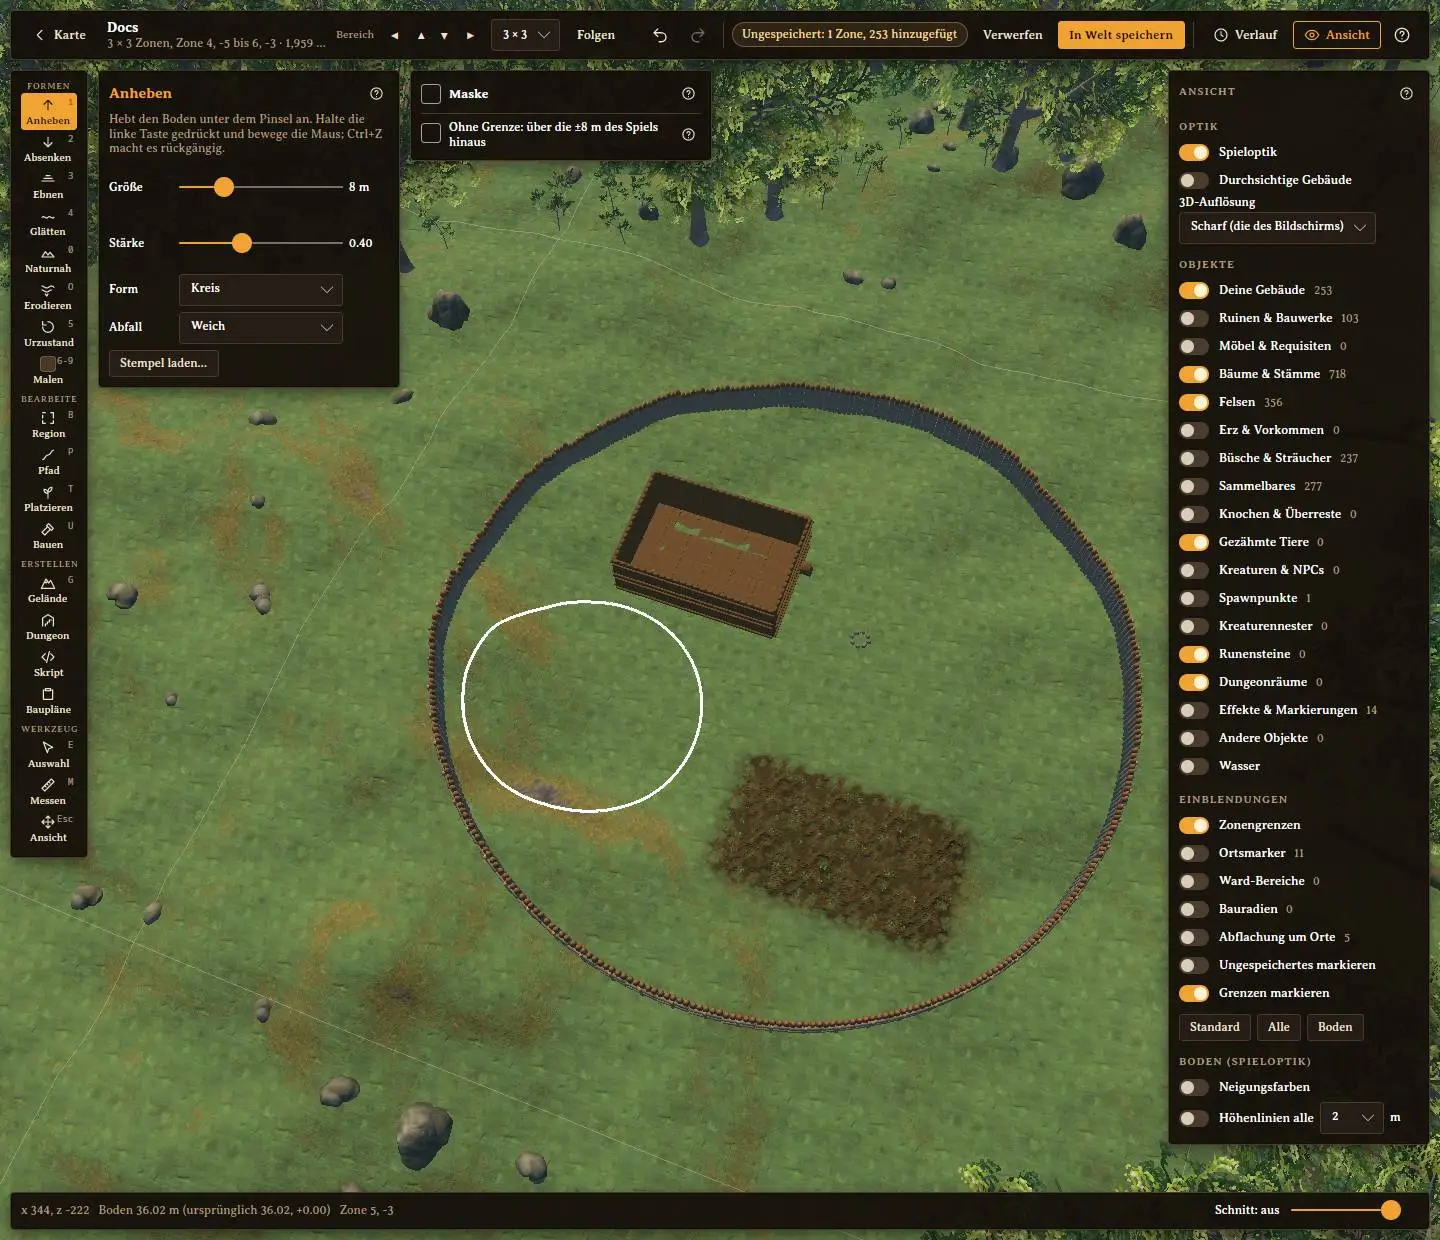 Karte
Docs
3 × 3 Zonen, Zone 4, -5 bis 6, -3 · 1,959 ...
Bereich
3 × 3
Folgen
Ungespeichert: 1 Zone, 253 hinzugefügt
Verwerfen
In Welt speichern
Verlauf
Ansicht
FORMEN
Anheben 1
Absenken 2
Ebnen 3
Glätten 4
Naturnah 0
Erodieren O
Urzustand 5
Malen 6-9
BEARBEITE
Region B
Pfad P
Platzieren T
Bauen U
ERSTELLEN
Gelände G
Dungeon
Skript
Baupläne
WERKZEUG
Auswahl E
Messen M
Ansicht Esc
Anheben
Hebt den Boden unter dem Pinsel an. Halte die
linke Taste gedrückt und bewege die Maus; Ctrl+Z
macht es rückgängig.
Größe 8 m
Stärke 0.40
Form Kreis
Abfall Weich
Stempel laden...
Maske
Ohne Grenze: über die ±8 m des Spiels
hinaus
ANSICHT
OPTIK
Spieloptik
Durchsichtige Gebäude
3D-Auflösung
Scharf (die des Bildschirms)
OBJEKTE
Deine Gebäude 253
Ruinen & Bauwerke 103
Möbel & Requisiten 0
Bäume & Stämme 718
Felsen 356
Erz & Vorkommen 0
Büsche & Sträucher 237
Sammelbares 277
Knochen & Überreste 0
Gezähmte Tiere 0
Kreaturen & NPCs 0
Spawnpunkte 1
Kreaturennester 0
Runensteine 0
Dungeonräume 0
Effekte & Markierungen 14
Andere Objekte 0
Wasser
EINBLENDUNGEN
Zonengrenzen
Ortsmarker 11
Ward-Bereiche 0
Bauradien 0
Abflachung um Orte 5
Ungespeichertes markieren
Grenzen markieren
Standard
Alle
Boden
BODEN (SPIELOPTIK)
Neigungsfarben
Höhenlinien alle 2 m
x 344, z -222 Boden 36.02 m (ursprünglich 36.02, +0.00) Zone 5, -3
Schnitt: aus